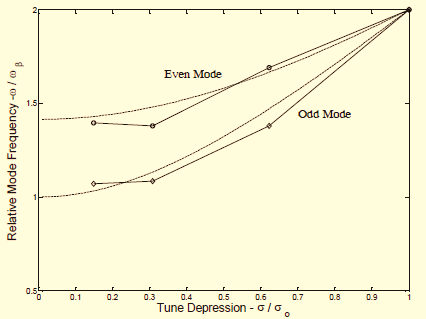 2
1.5
1
0.5
Relative Mode Frequency -ω / ω β
Even Mode
Odd Mode
0 0.1 0.2 0.3 0.4 0.5 0.6 0.7 0.8 0.9 1
Tune Depression - σ / σ o